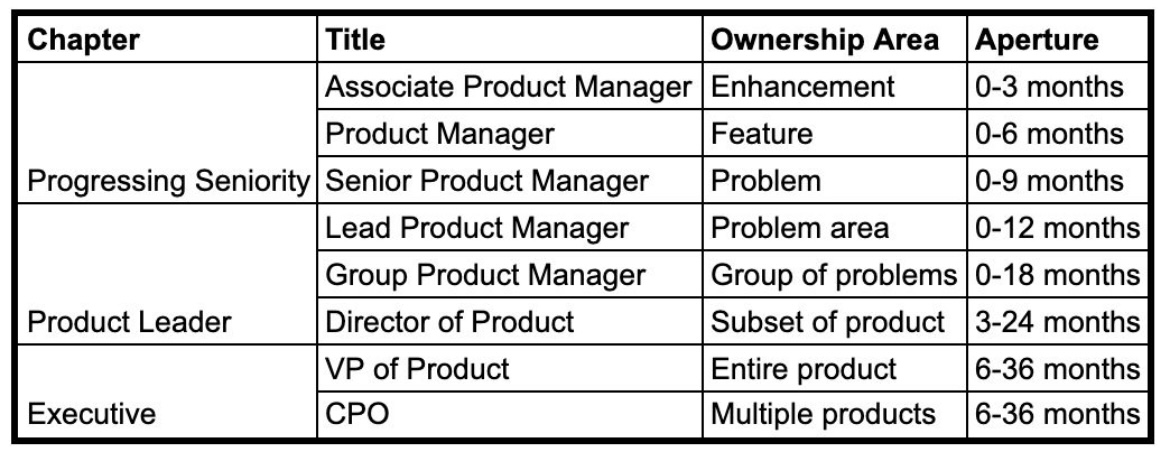 Chapter Title Ownership Area Aperture
Associate Product Manager Enhancement 0-3 months
Product Manager Feature 0-6 months
Progressing Seniority Senior Product Manager Problem 0-9 months
Lead Product Manager Problem area 0-12 months
Group Product Manager Group of problems 0-18 months
Product Leader Director of Product Subset of product 3-24 months
VP of Product Entire product 6-36 months
Executive CPO Multiple products 6-36 months